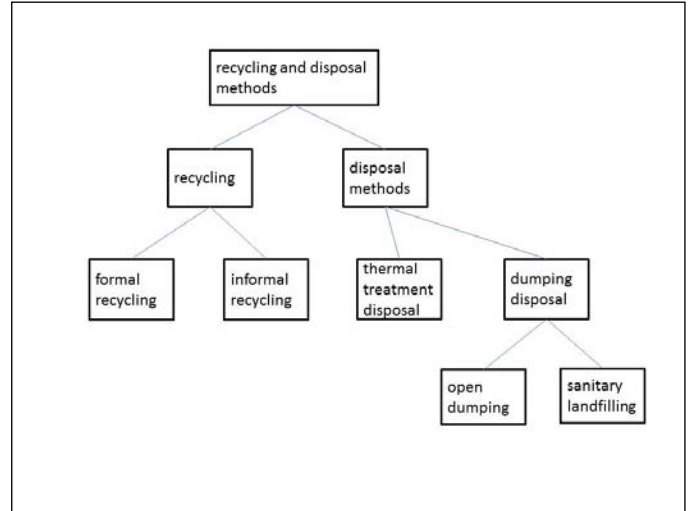 recycling and disposal
methods
recycling
disposal
methods
formal
recycling
informal
recycling
thermal
treatment
disposal
dumping
disposal
open
dumping
sanitary
landfilling